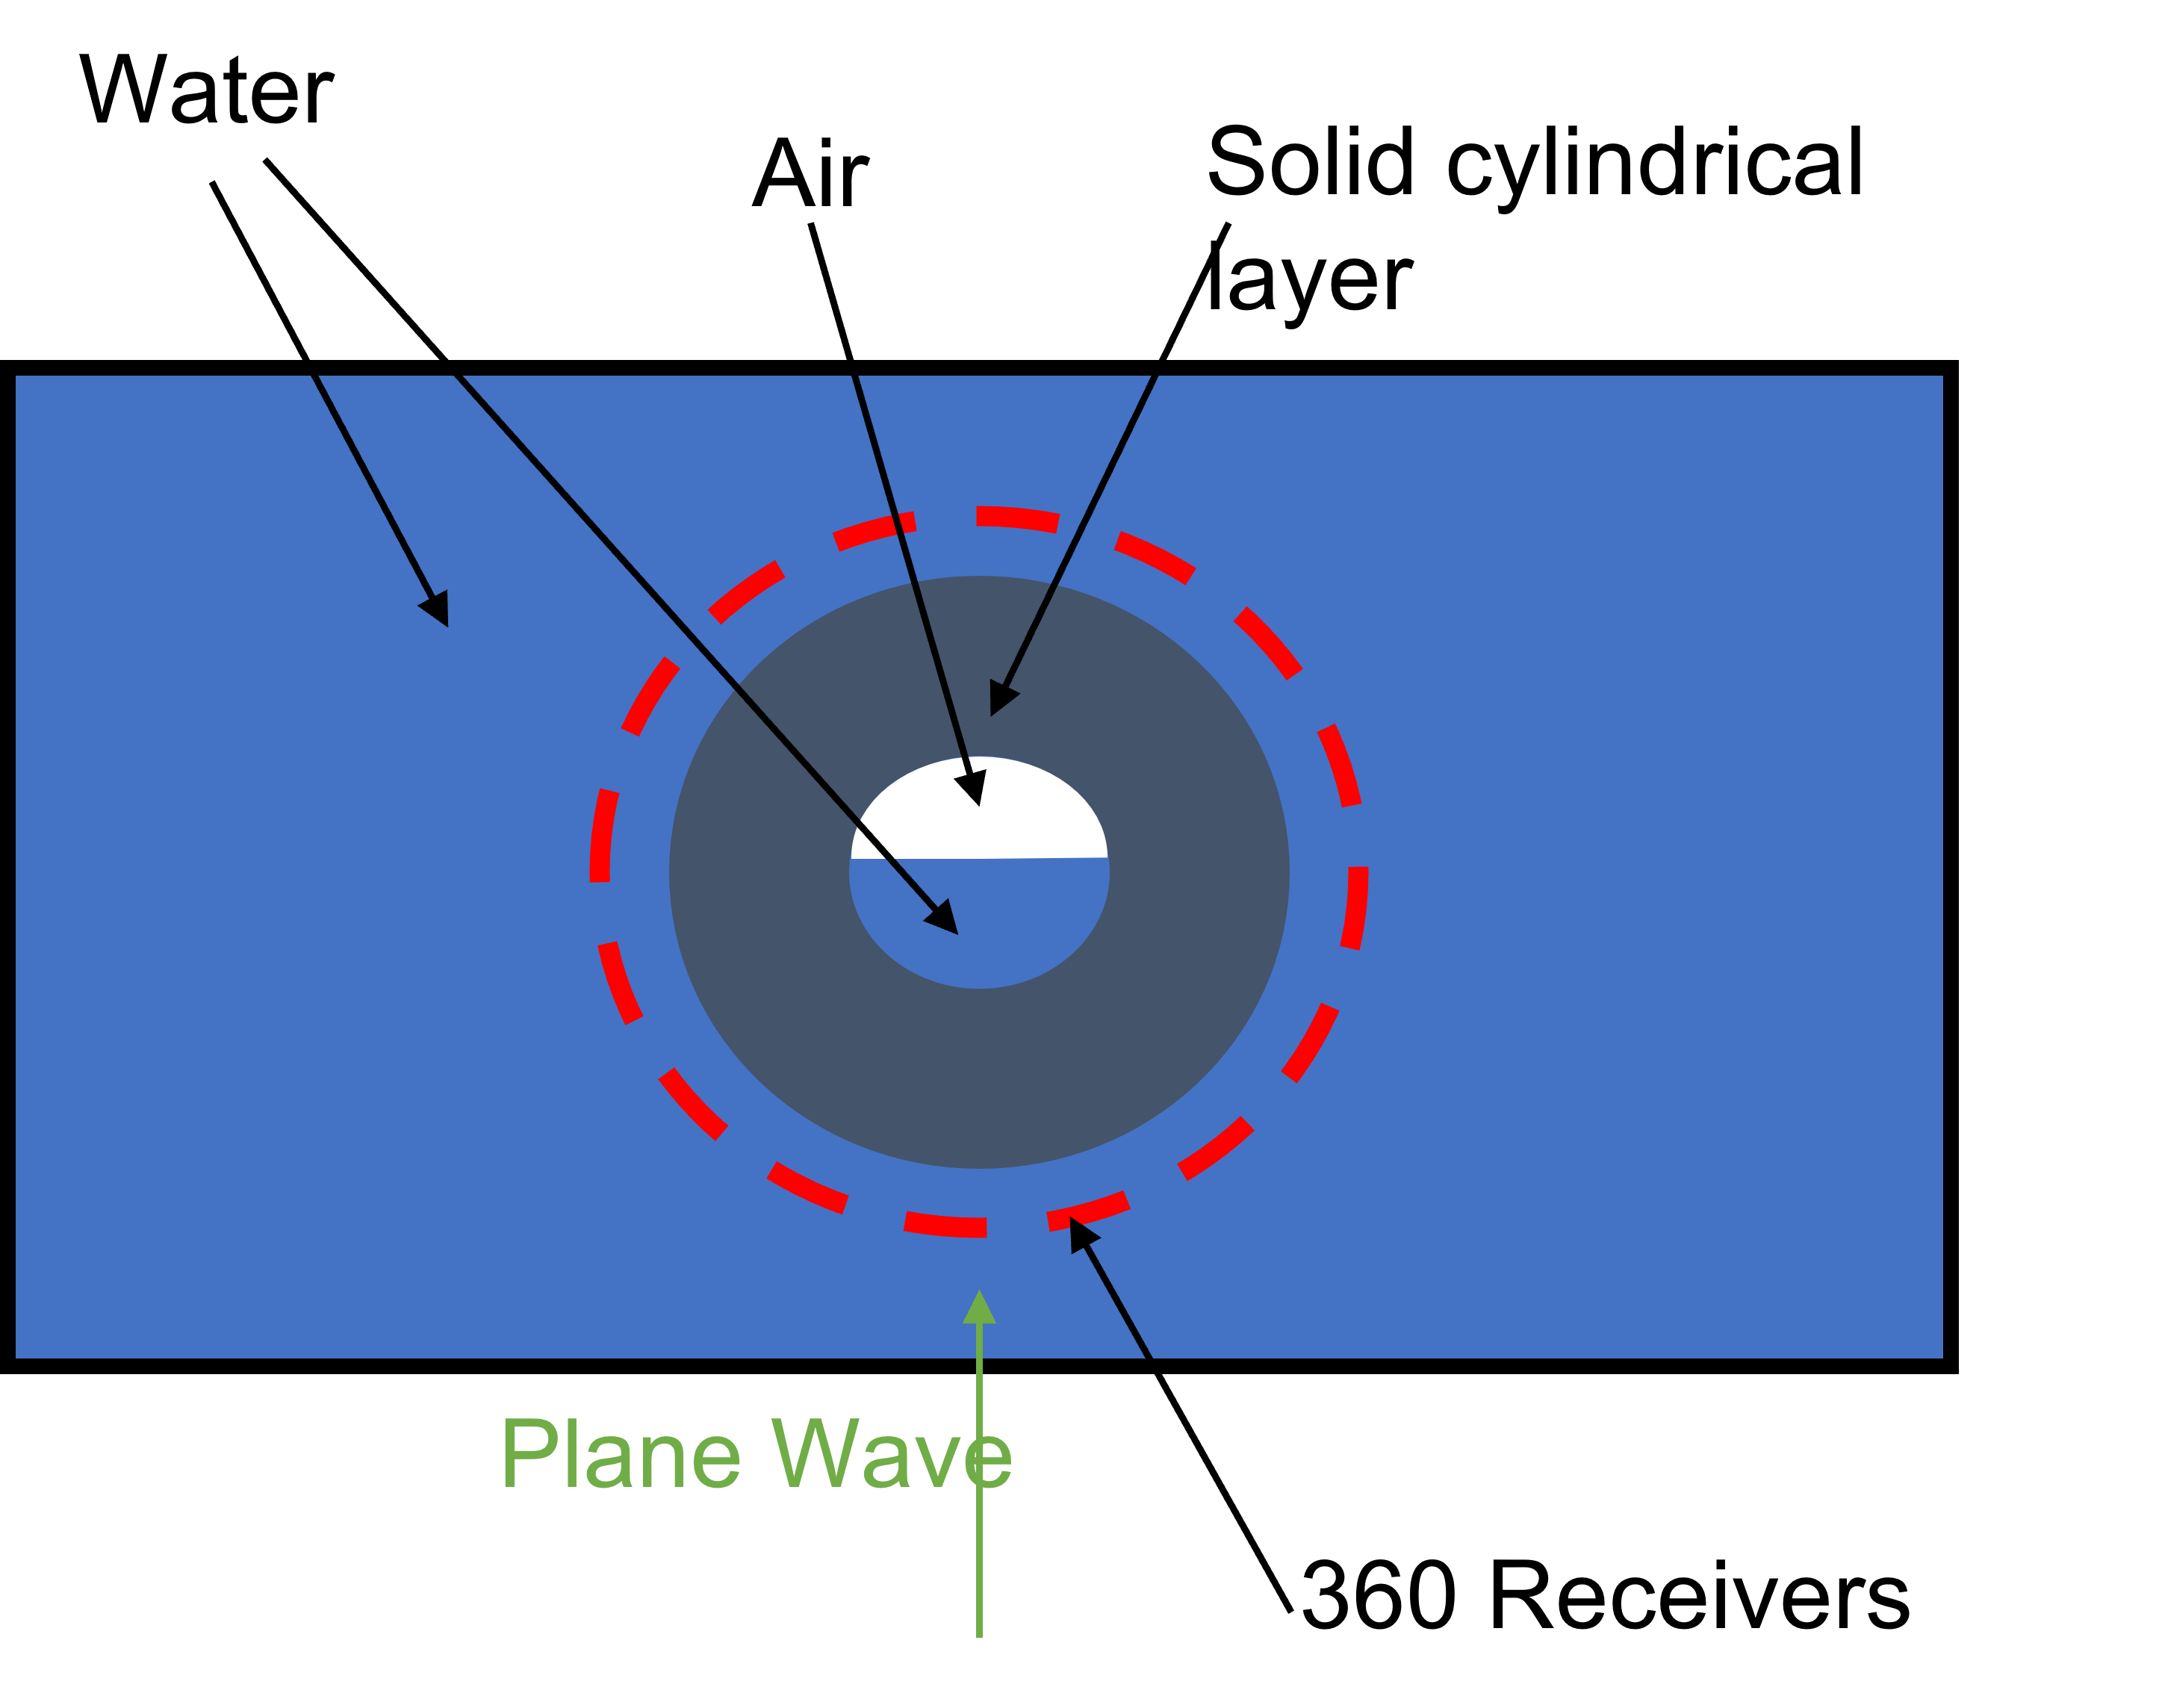 Water
Air
Solid cylindrical
layer
Plane Wave
360 Receivers